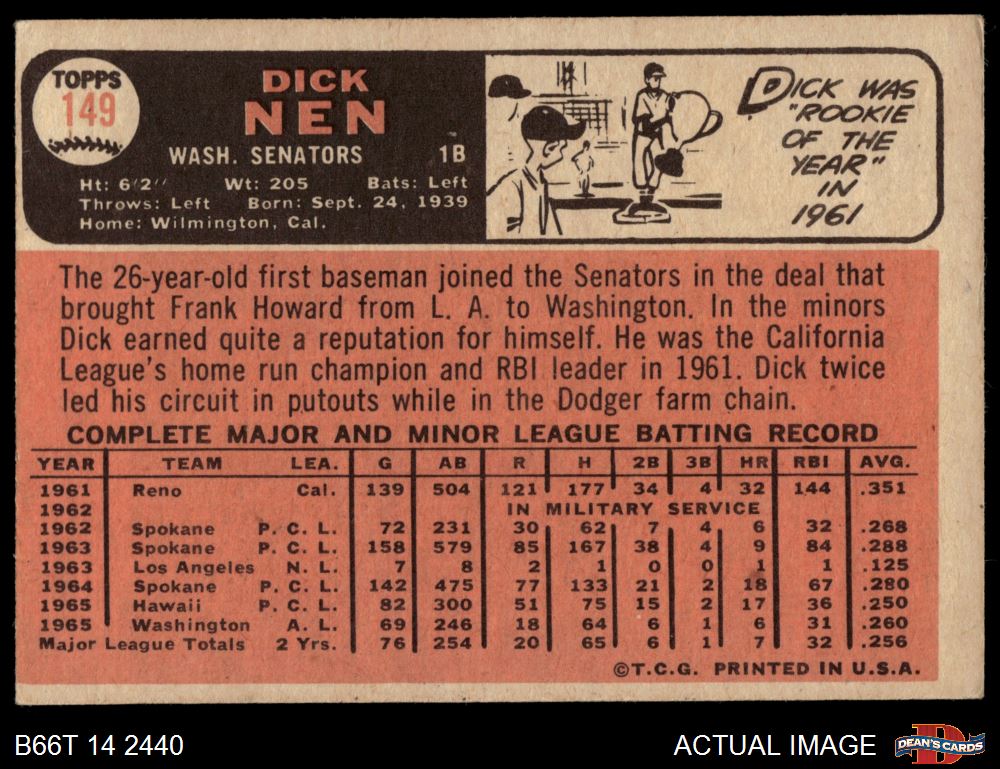 TOPPS
149
DICK
NEN
WASH. SENATORS 1B
Ht: 6'2" Wt: 205 Bats: Left
Throws: Left Born: Sept. 24, 1939
Home: Wilmington, Cal.
DICK WAS
"ROOKIE
OF THE
YEAR"
IN
1961
The 26-year-old first baseman joined the Senators in the deal that
brought Frank Howard from L. A. to Washington. In the minors
Dick earned quite a reputation for himself. He was the California
League's home run champion and RBI leader in 1961. Dick twice
led his circuit in putouts while in the Dodger farm chain.
COMPLETE MAJOR AND MINOR LEAGUE BATTING RECORD
YEAR TEAM LEA. G AB R H 2B 3B HR RBI AVG.
1961 Reno Cal. 139 504 121 177 34 4 32 144 .351
1962 IN MILITARY SERVICE
1962 Spokane P. C. L. 72 231 30 62 7 4 6 32 .268
1963 Spokane P. C. L. 158 579 85 167 38 4 9 84 .288
1963 Los Angeles N. L. 7 8 2 1 0 0 1 1 .125
1964 Spokane P. C. L. 142 475 77 133 21 2 18 67 .280
1965 Hawaii P. C. L. 82 300 51 75 15 2 17 36 .250
1965 Washington A. L. 69 246 18 64 6 1 6 31 .260
Major League Totals 2 Yrs. 76 254 20 65 6 1 7 32 .256
©T.C.G. PRINTED IN U.S.A.
B66T 14 2440
ACTUAL IMAGE
D
DEAN'S CARDS